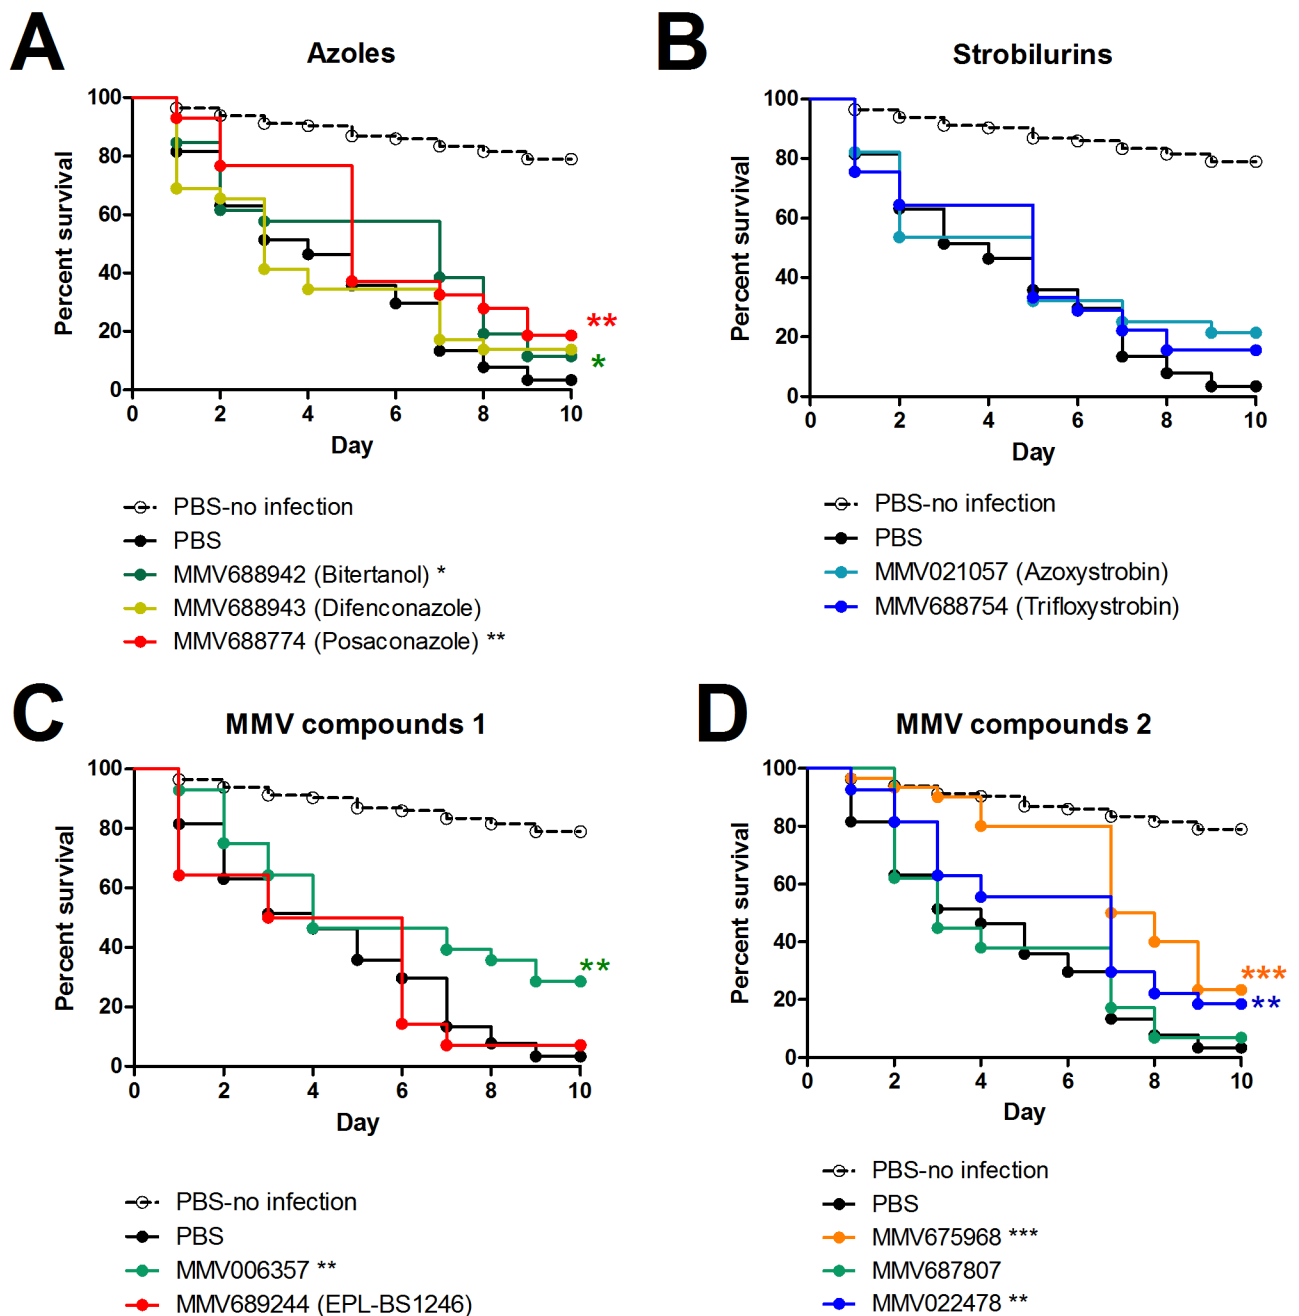 A
Azoles
Percent survival
100
80
60
40
20
0
0 2 4 6 8 10
Day
**
*
PBS-no infection
PBS
MMV688942 (Bitertanol) *
MMV688943 (Difenconazole)
MMV688774 (Posaconazole) **
B
Strobilurins
Percent survival
100
80
60
40
20
0
0 2 4 6 8 10
Day
PBS-no infection
PBS
MMV021057 (Azoxystrobin)
MMV688754 (Trifloxystrobin)
C
MMV compounds 1
Percent survival
100
80
60
40
20
0
0 2 4 6 8 10
Day
**
PBS-no infection
PBS
MMV006357 **
MMV689244 (EPL-BS1246)
D
MMV compounds 2
Percent survival
100
80
60
40
20
0
0 2 4 6 8 10
Day
***
**
PBS-no infection
PBS
MMV675968 ***
MMV687807
MMV022478 **